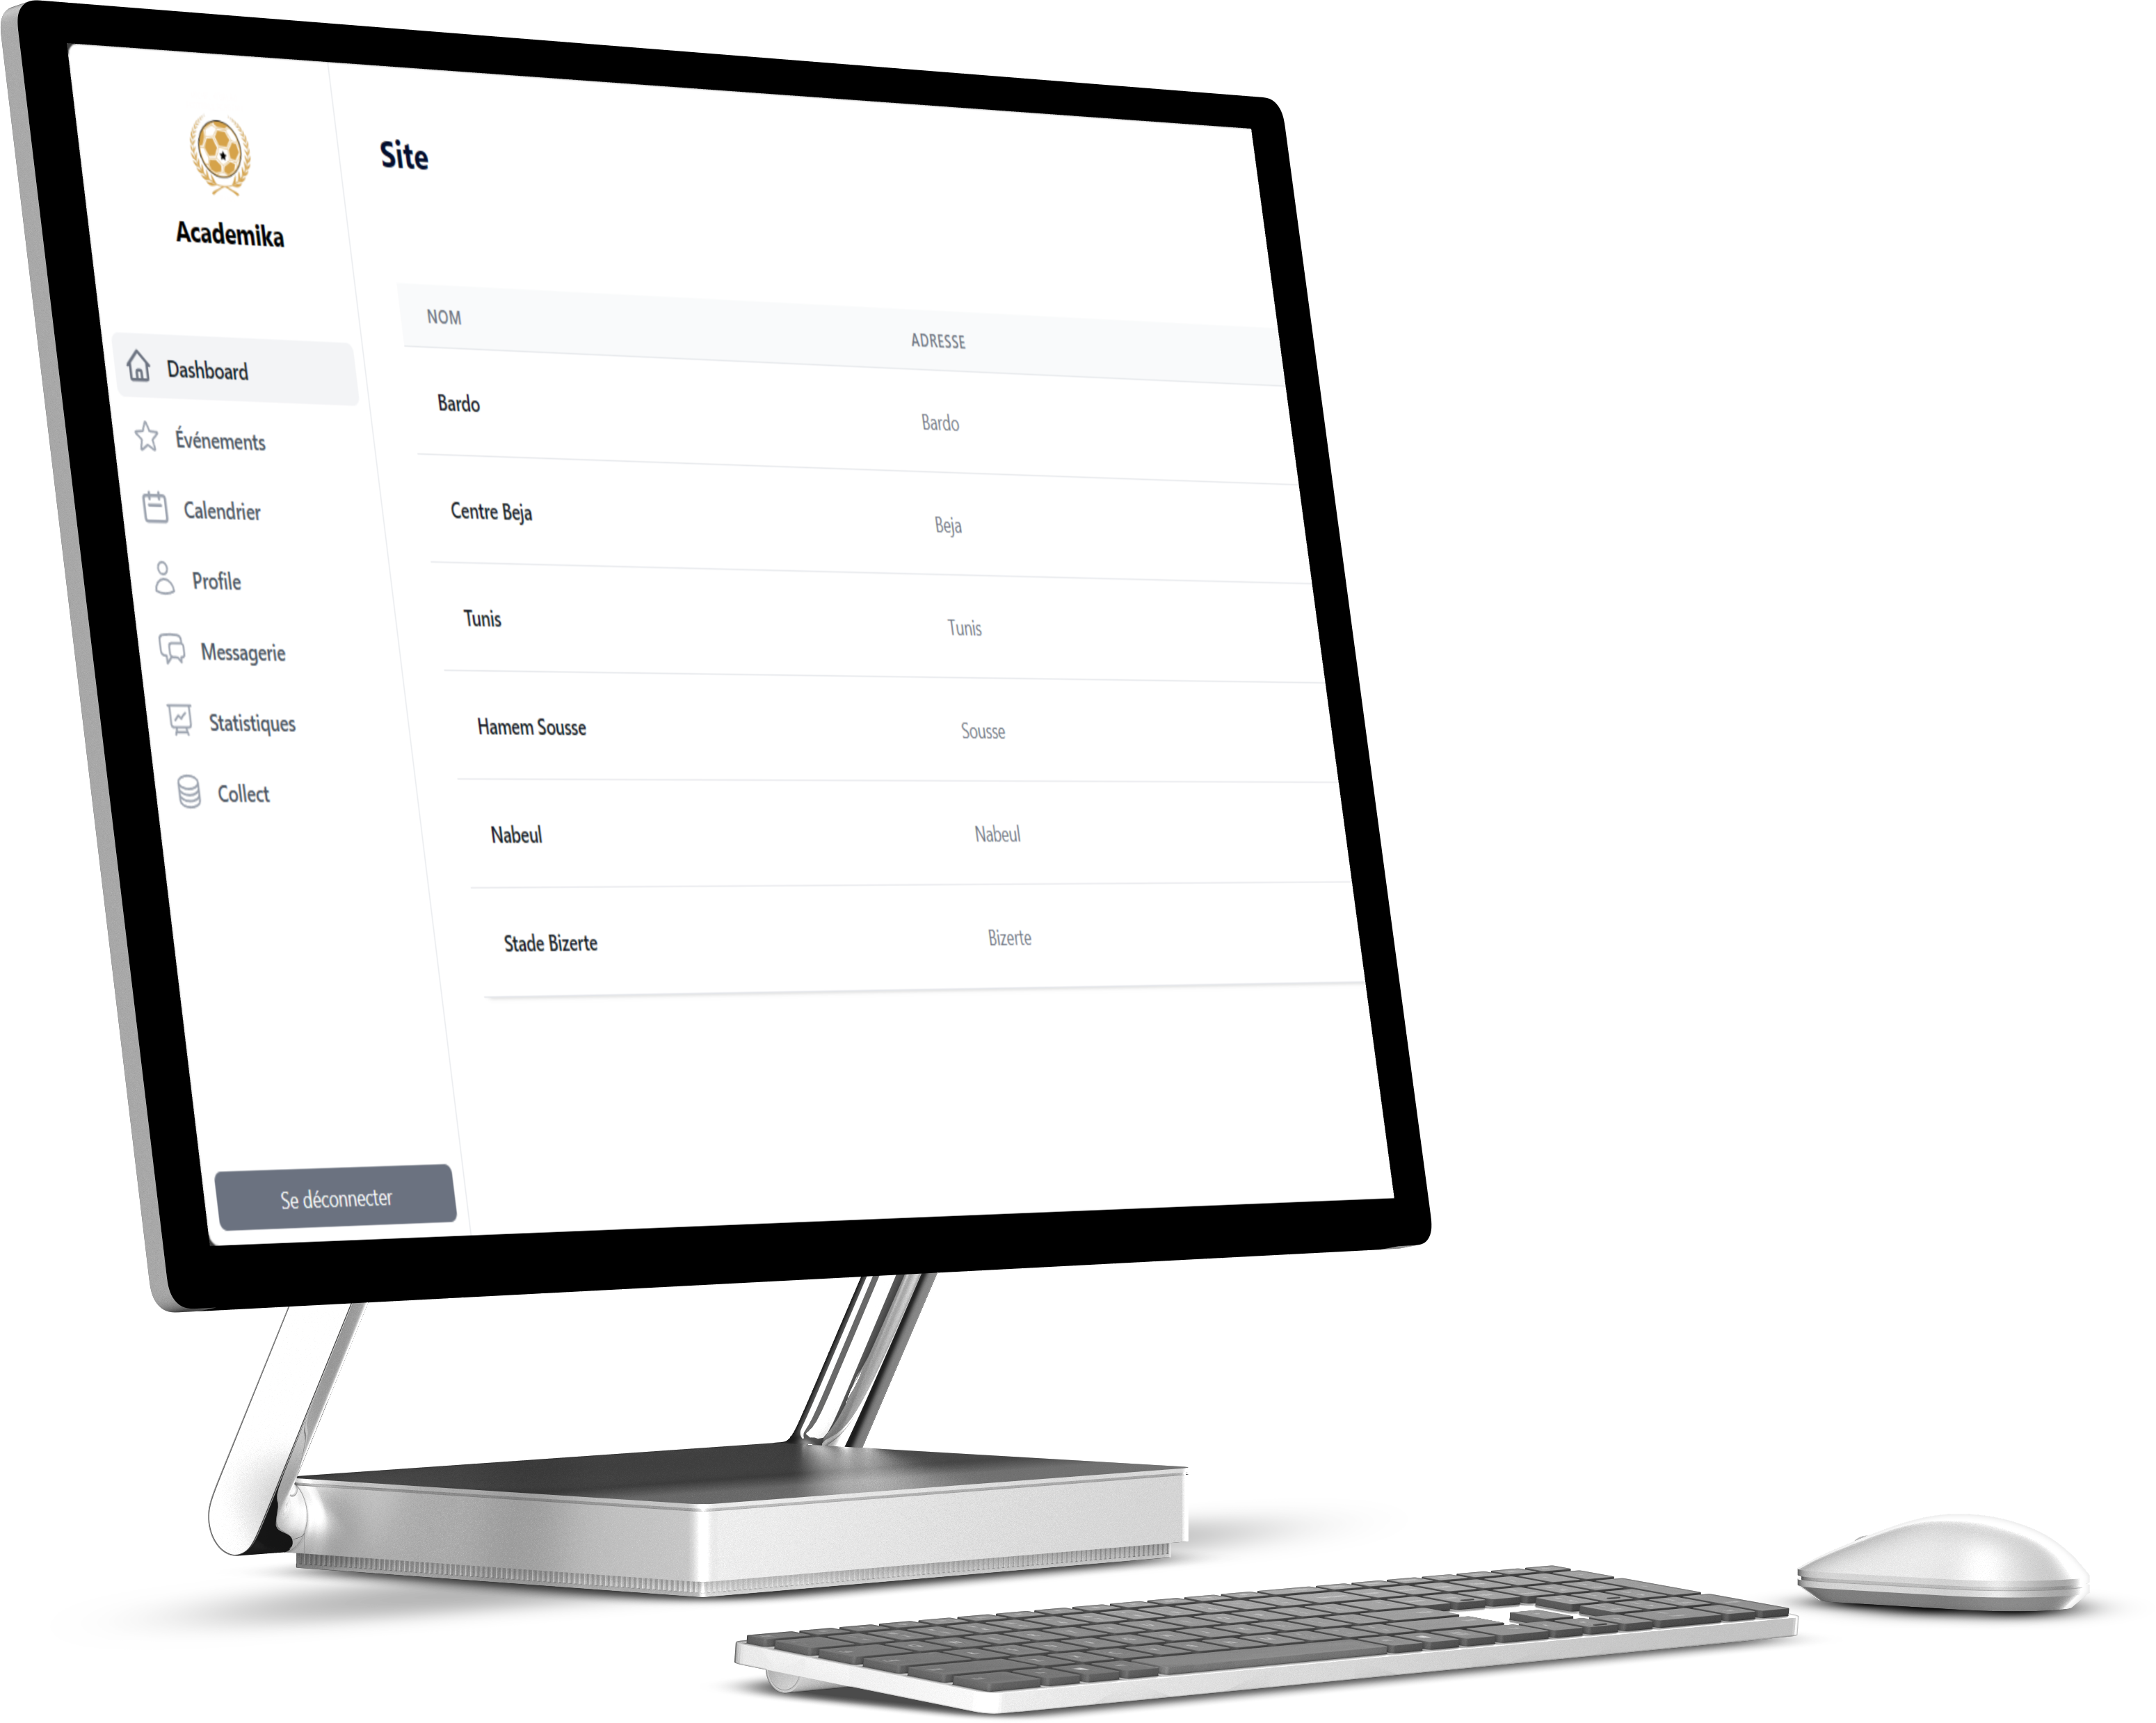 Academika
Dashboard
Événements
Calendrier
Profile
Messagerie
Statistiques
Collect
Se déconnecter
Site
NOM ADRESSE
Bardo Bardo
Centre Beja Beja
Tunis Tunis
Hamem Sousse Sousse
Nabeul Nabeul
Stade Bizerte Bizerte